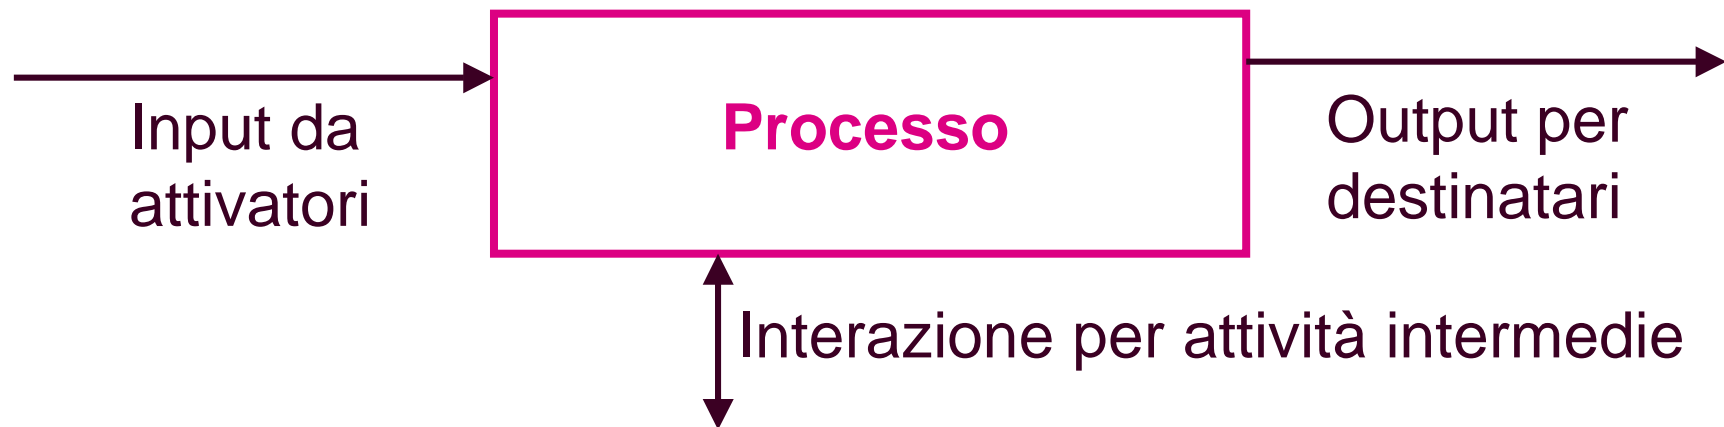 Input da
attivatori
Processo
Output per
destinatari
Interazione per attività intermedie